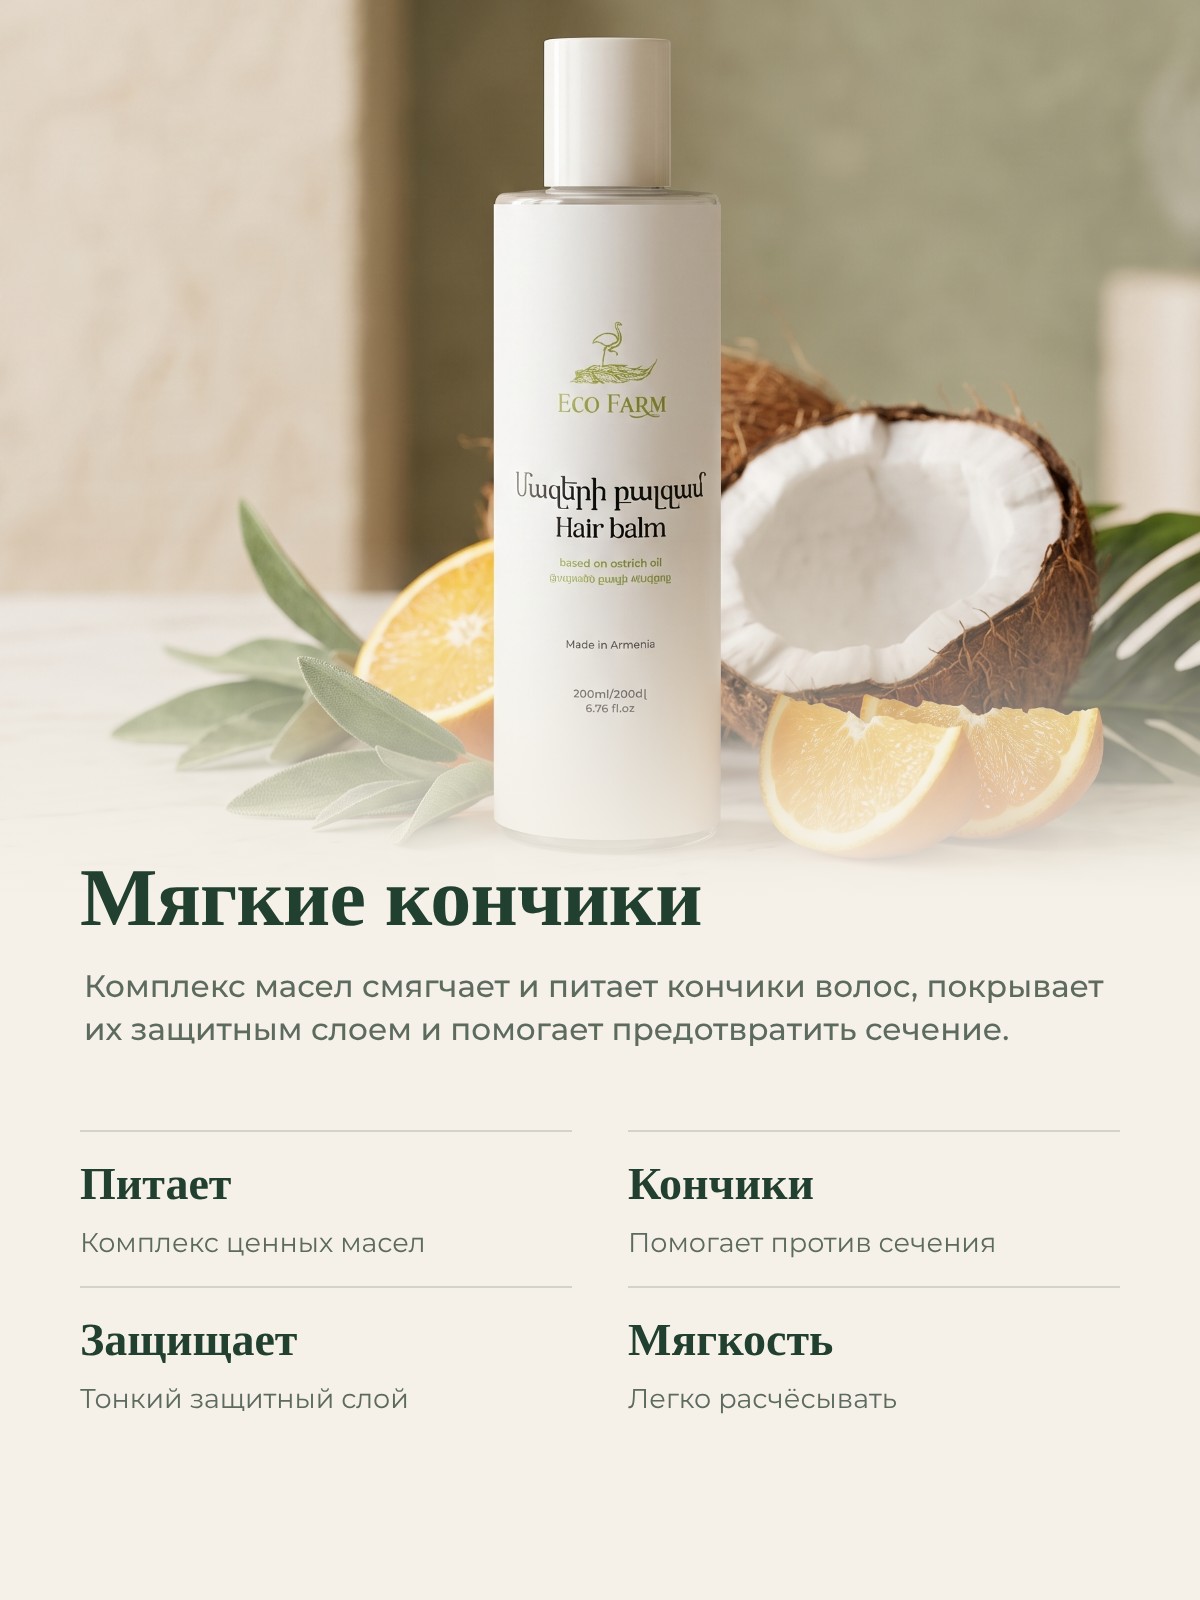 Eco Farm
Մազերի բալզամ
Hair balm
based on ostrich oil
Made in Armenia
200ml/200մլ
6.76 fl.oz
Мягкие кончики
Комплекс масел смягчает и питает кончики волос, покрывает
их защитным слоем и помогает предотвратить сечение.
Питает
Комплекс ценных масел
Кончики
Помогает против сечения
Защищает
Тонкий защитный слой
Мягкость
Легко расчёсывать